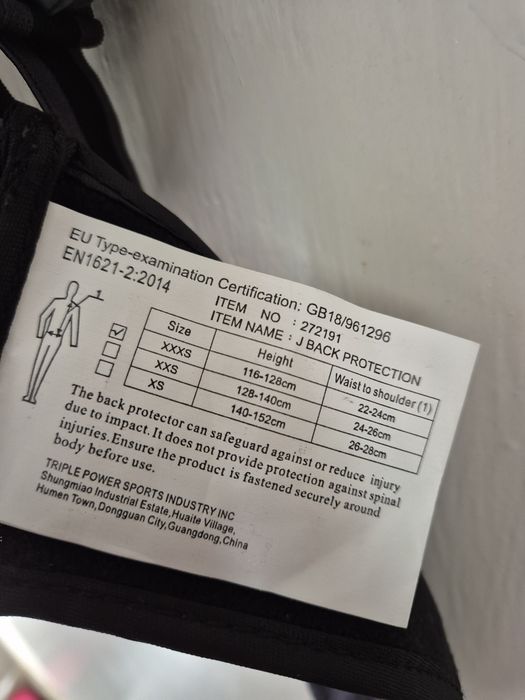 EU Type-examination Certification: GB18/961296
EN1621-2:2014
ITEM NO : 272191
ITEM NAME : J BACK PROTECTION
1
Size Height Waist to shoulder (1)
XXXS 116-128cm 22-24cm
XXS 128-140cm 24-26cm
XS 140-152cm 26-28cm
The back protector can safeguard against or reduce injury
due to impact.It does not provide protection against spinal
injuries.Ensure the product is fastened securely around
body before use.
TRIPLE POWER SPORTS INDUSTRY INC
Shungmiao Industrial Estate,Huaite Village,
Humen Town,Dongguan City,Guangdong,China